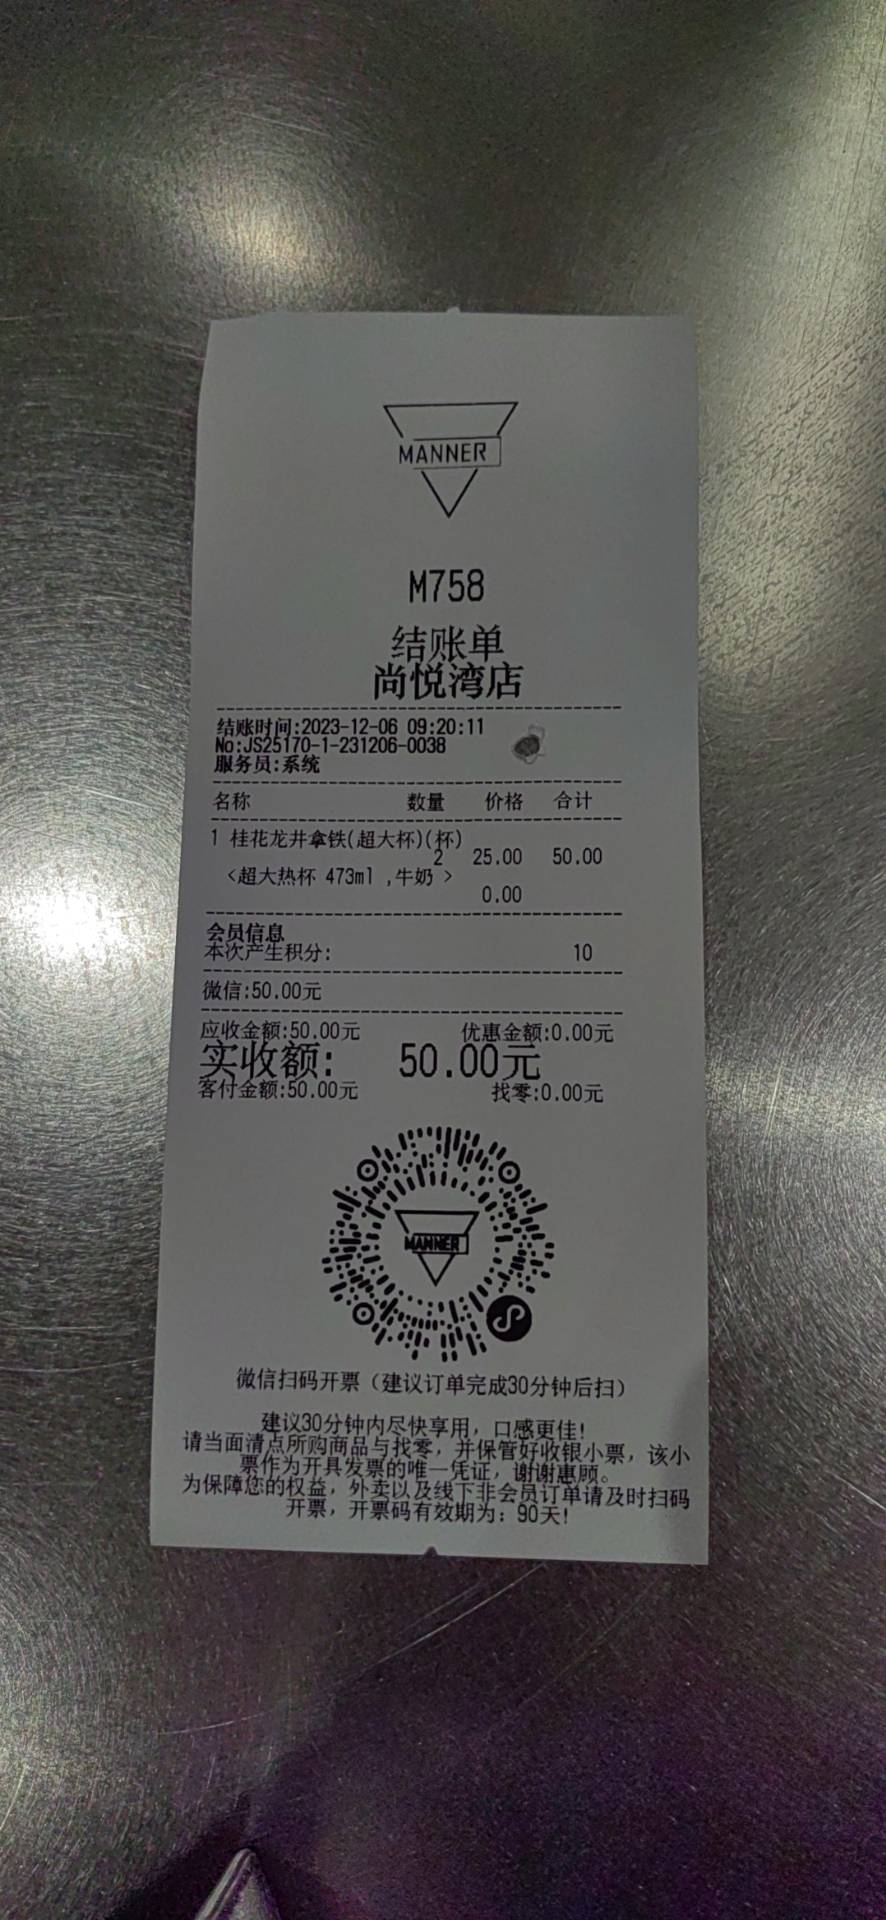 MANNER
M758
结账单
尚悦湾店
结账时间:2023-12-06 09:20:11
No:JS25170-1-231206-0038
服务员:系统
名称 数量 价格 合计
1 桂花龙井拿铁(超大杯)(杯)
2 25.00 50.00
<超大热杯 473ml ,牛奶 >
0.00
会员信息
本次产生积分: 10
微信:50.00元
应收金额:50.00元 优惠金额:0.00元
实收额: 50.00元
客付金额:50.00元 找零:0.00元
MANNER
微信扫码开票（建议订单完成30分钟后扫）
建议30分钟内尽快享用，口感更佳!
请当面清点所购商品与找零，并保管好收银小票，该小
票作为开具发票的唯一凭证，谢谢惠顾。
为保障您的权益，外卖以及线下非会员订单请及时扫码
开票，开票码有效期为：90天!